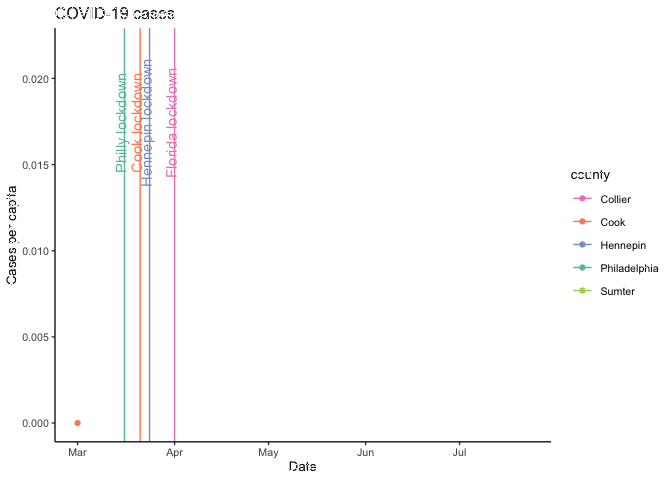 COVID-19 cases
Cases per capita
0.020
0.015
0.010
0.005
0.000
Philly lockdown
Cook lockdown
Hennepin lockdown
Florida lockdown
Mar Apr May Jun Jul
Date
county
Collier
Cook
Hennepin
Philadelphia
Sumter